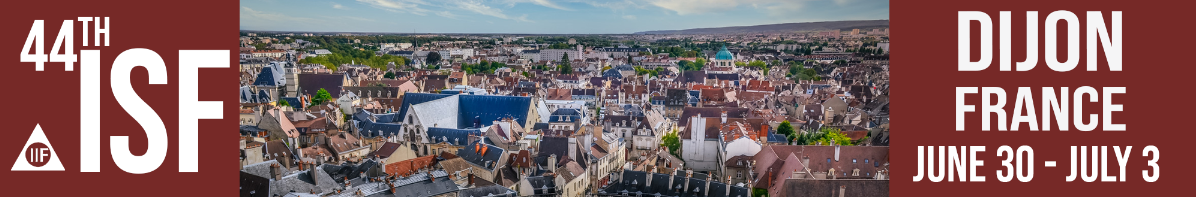 44TH
ISF
IIF
DIJON
FRANCE
JUNE 30 - JULY 3